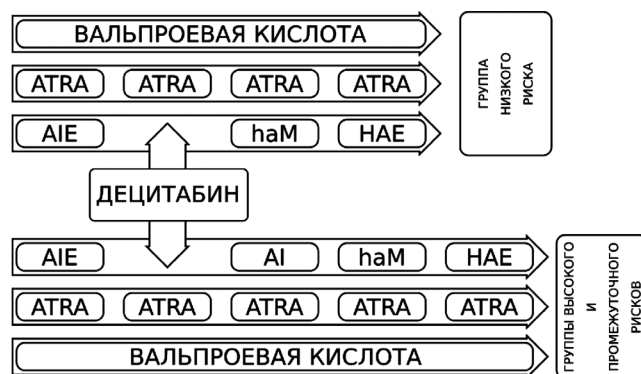 ВАЛЬПРОЕВАЯ КИСЛОТА
ATRA ATRA ATRA ATRA
AIE haM HAE
ГРУППА
НИЗКОГО
РИСКА
ДЕЦИТАБИН
AIE AI haM HAE
ATRA ATRA ATRA ATRA ATRA
ВАЛЬПРОЕВАЯ КИСЛОТА
ГРУППЫ ВЫСОКОГО
И
ПРОМЕЖУТОЧНОГО
РИСКОВ